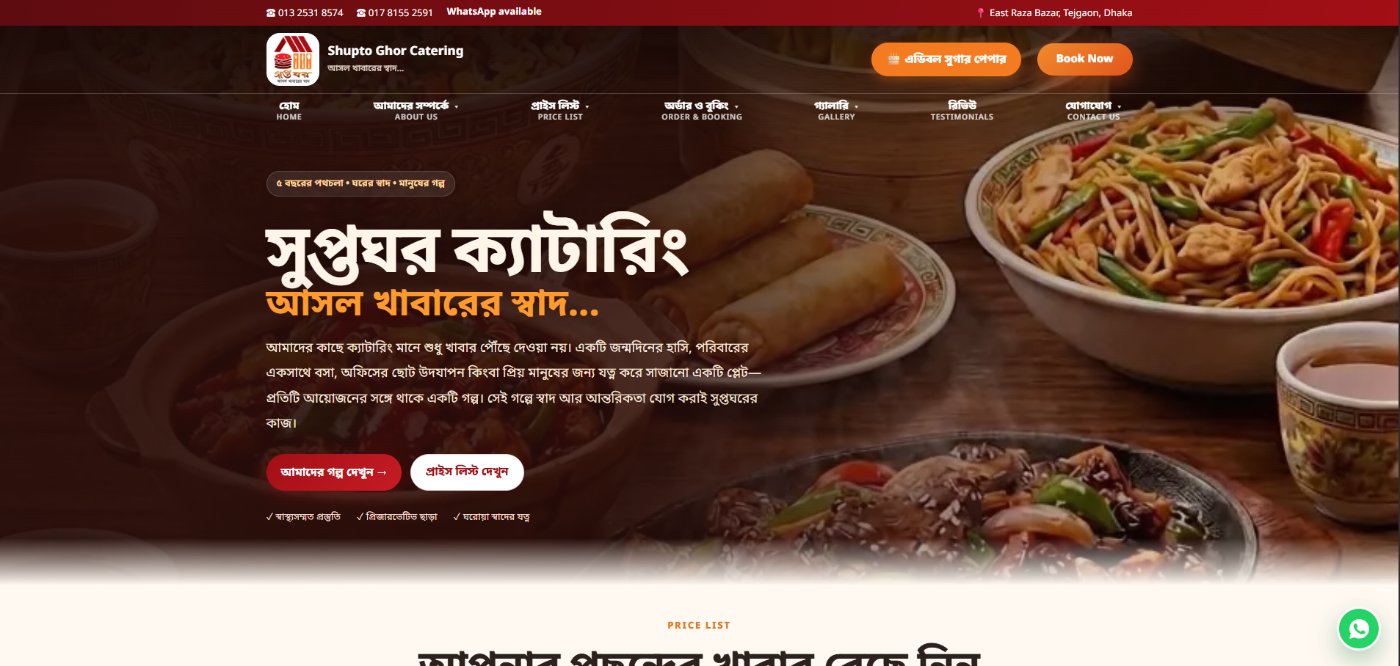 013 2531 8574 017 8155 2591 WhatsApp available
East Raza Bazar, Tejgaon, Dhaka
সুপ্তঘর
আসল খাবারের স্বাদ
Shupto Ghor Catering
আসল খাবারের স্বাদ...
এডিবল সুগার পেপার
Book Now
হোম
HOME
আমাদের সম্পর্কে
ABOUT US
প্রাইস লিস্ট
PRICE LIST
অর্ডার ও বুকিং
ORDER & BOOKING
গ্যালারি
GALLERY
রিভিউ
TESTIMONIALS
যোগাযোগ
CONTACT US
৫ বছরের পথচলা • ঘরের স্বাদ • মানুষের গল্প
সুপ্তঘর ক্যাটারিং
আসল খাবারের স্বাদ...
আমাদের কাছে ক্যাটারিং মানে শুধু খাবার পৌঁছে দেওয়া নয়। একটি জন্মদিনের হাসি, পরিবারের
একসাথে বসা, অফিসের ছোট উদযাপন কিংবা প্রিয় মানুষের জন্য যত্ন করে সাজানো একটি প্লেট—
প্রতিটি আয়োজনের সঙ্গে থাকে একটি গল্প। সেই গল্পে স্বাদ আর আন্তরিকতা যোগ করাই সুপ্তঘরের
কাজ।
আমাদের গল্প দেখুন →
প্রাইস লিস্ট দেখুন
✓ স্বাস্থ্যসম্মত প্রস্তুতি ✓ প্রিজারভেটিভ ছাড়া ✓ ঘরোয়া স্বাদের যত্ন
PRICE LIST
আপনার পছন্দের খাবার বেছে নিন